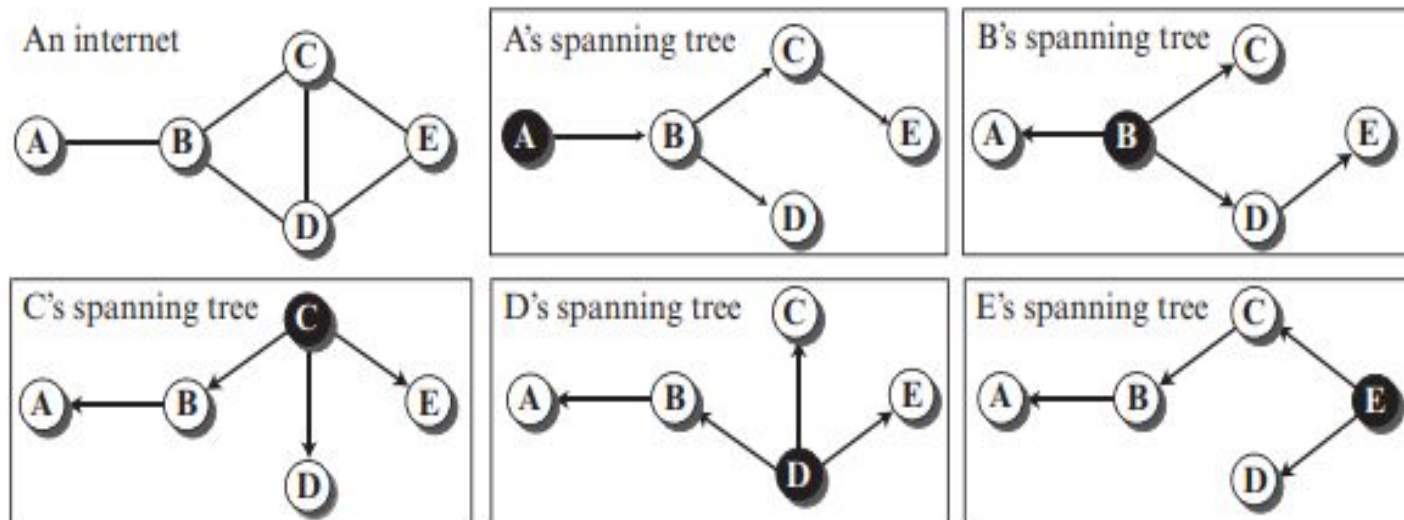 An internet
A
B
C
D
E
A's spanning tree
A
B
C
D
E
B's spanning tree
A
B
C
D
E
C's spanning tree
A
B
C
D
E
D's spanning tree
A
B
C
D
E
E's spanning tree
A
B
C
D
E